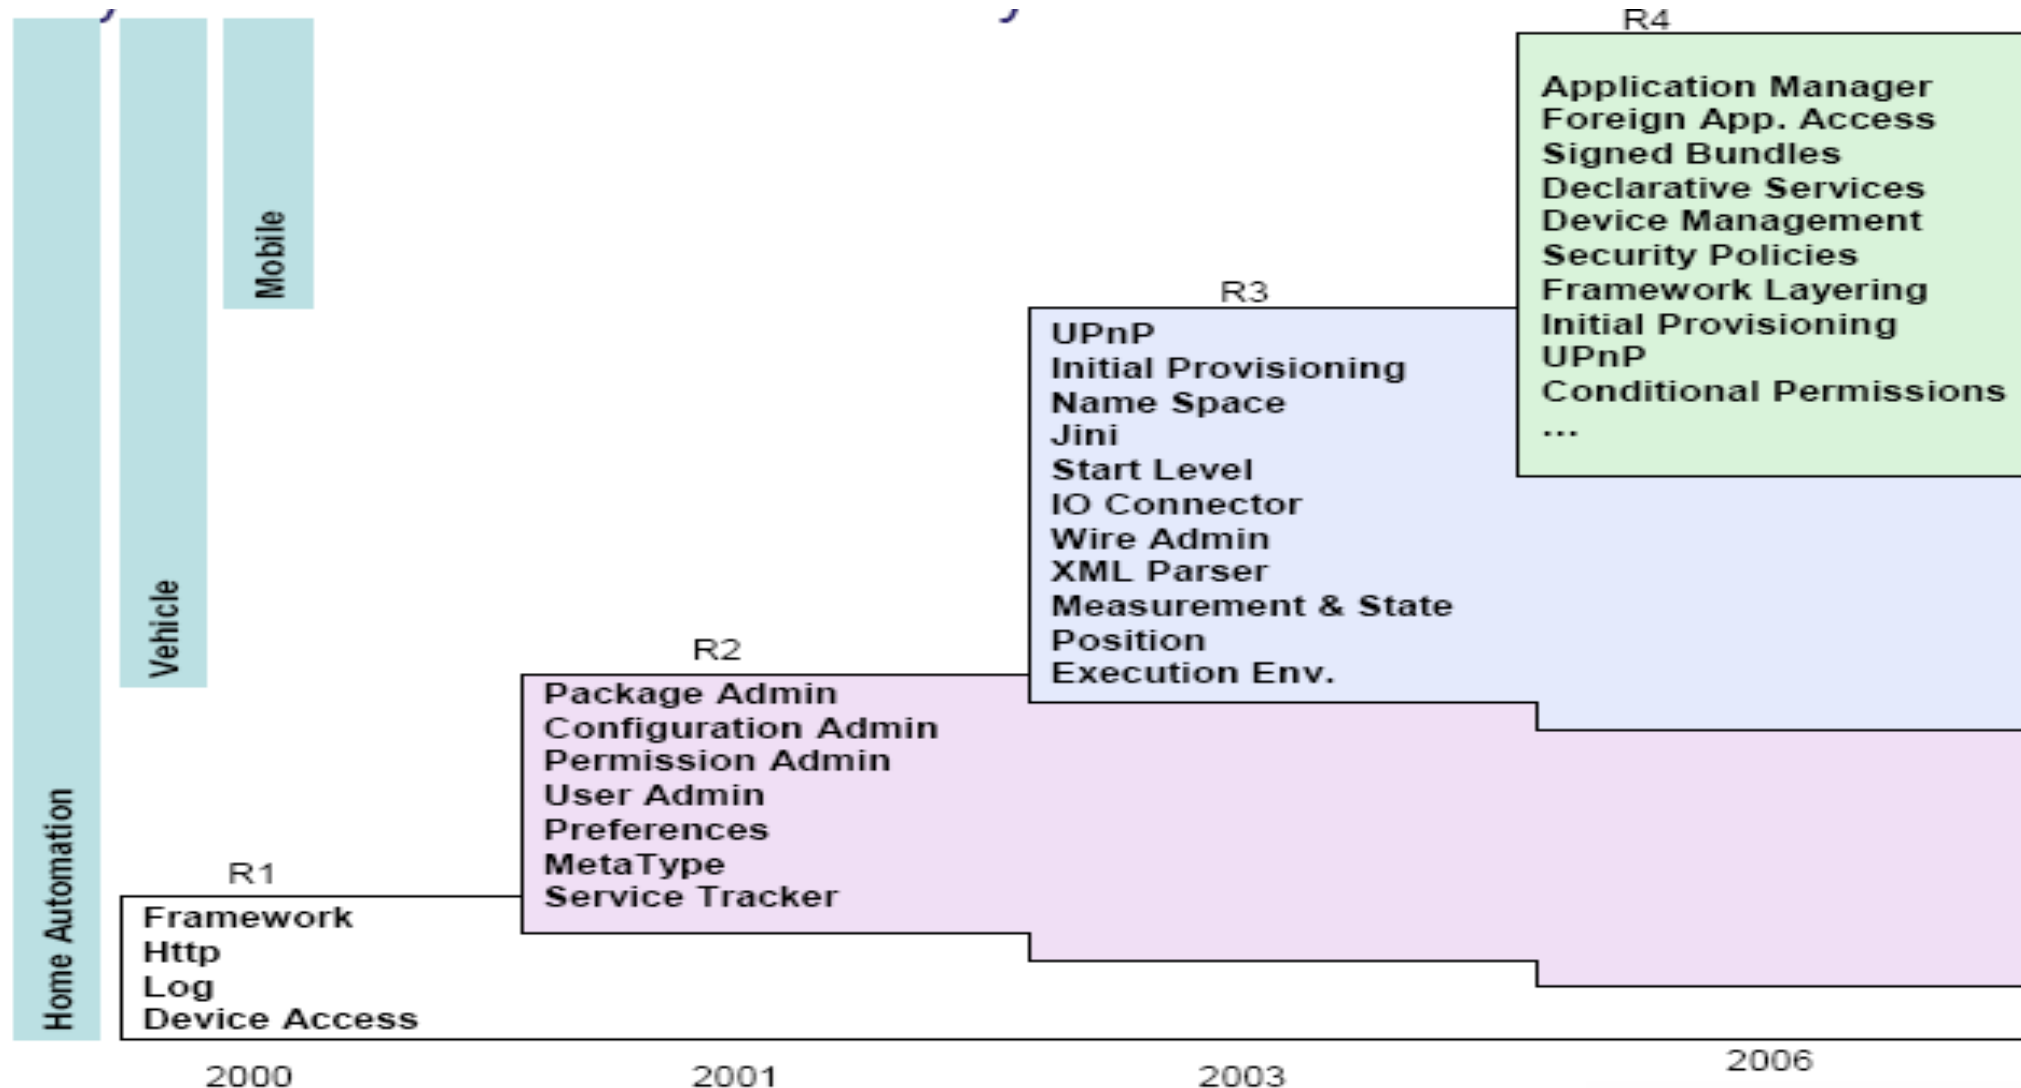 R4
Application Manager
Foreign App. Access
Signed Bundles
Declarative Services
Device Management
Security Policies
Framework Layering
Initial Provisioning
UPnP
Conditional Permissions
...
Mobile
R3
UPnP
Initial Provisioning
Name Space
Jini
Start Level
IO Connector
Wire Admin
XML Parser
Measurement & State
Position
Execution Env.
Vehicle
R2
Package Admin
Configuration Admin
Permission Admin
User Admin
Preferences
MetaType
Service Tracker
Home Automation
R1
Framework
Http
Log
Device Access
2000
2001
2003
2006